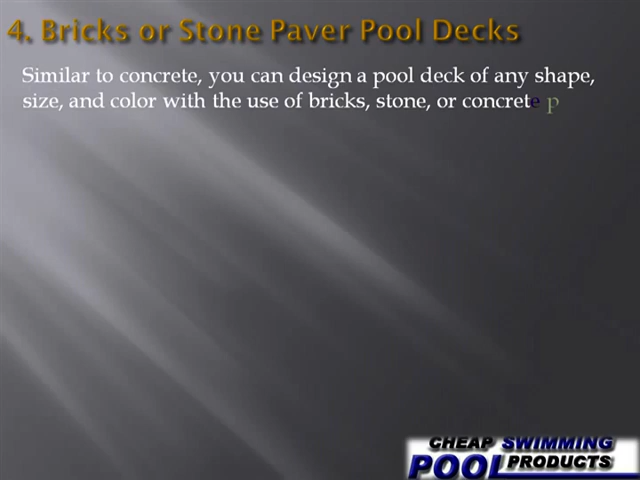 4. Bricks or Stone Paver Pool Decks
Similar to concrete, you can design a pool deck of any shape,
size, and color with the use of bricks, stone, or concrete p
CHEAP SWIMMING
POOL PRODUCTS